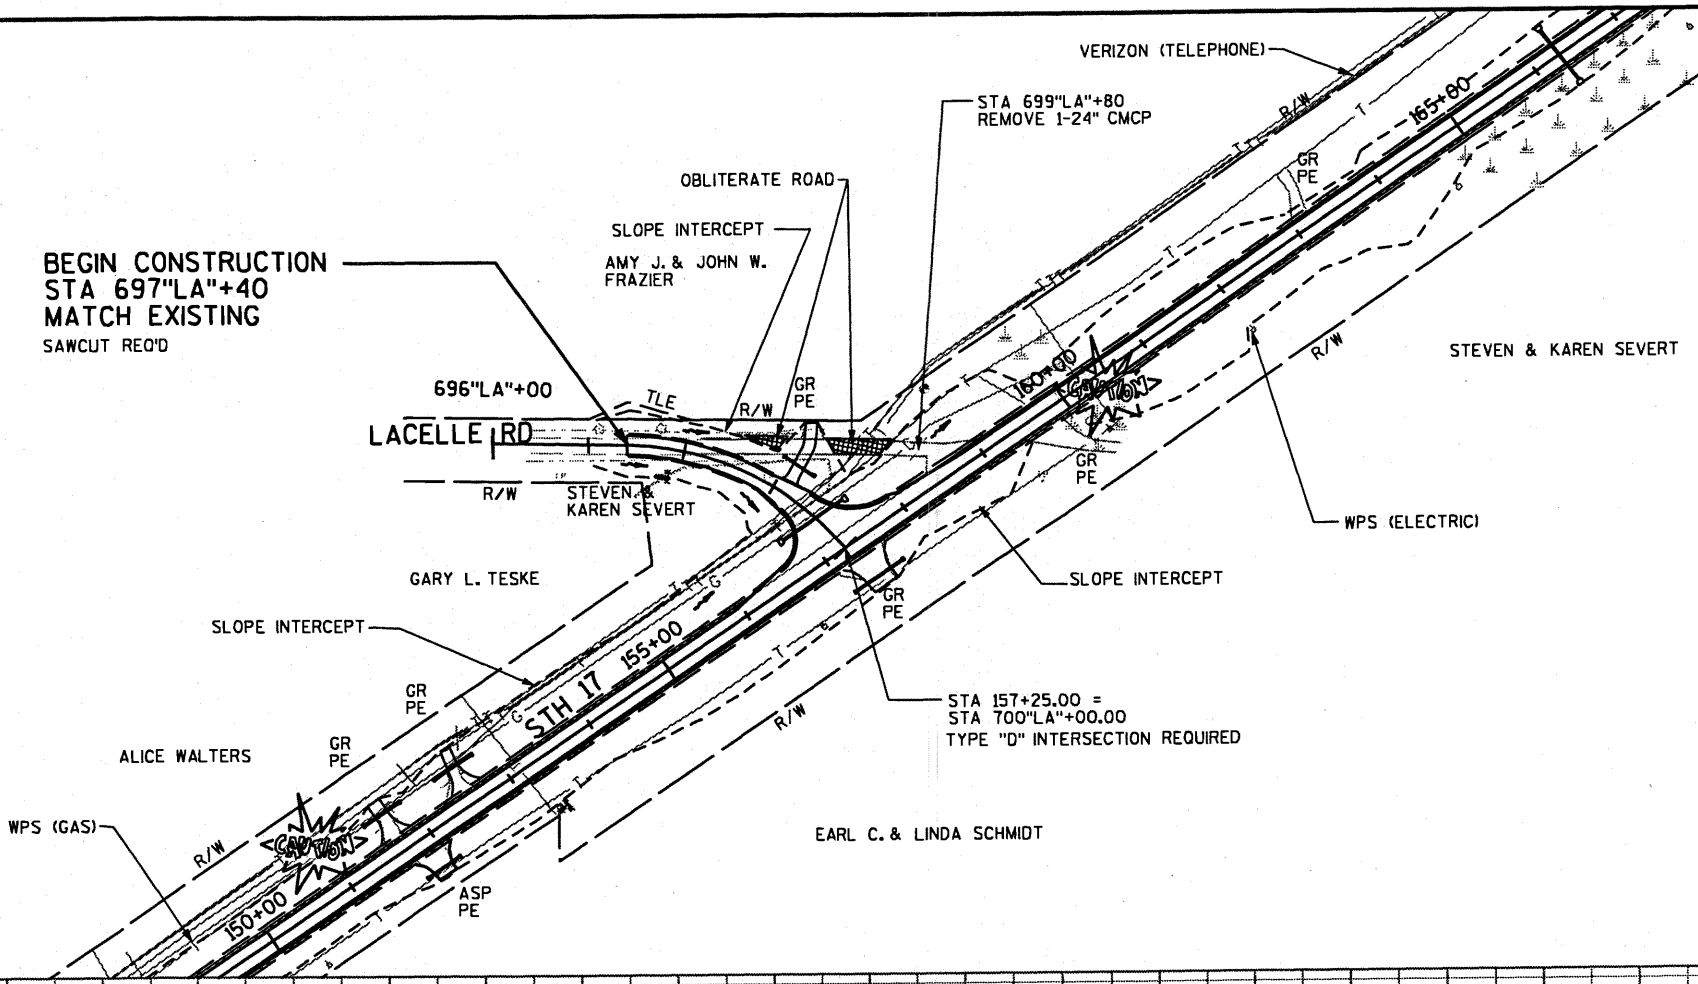 VERIZON (TELEPHONE)
STA 699"LA"+80
REMOVE 1-24" CMCP
R/W
165+00
T
GR
PE
OBLITERATE ROAD
SLOPE INTERCEPT
AMY J. & JOHN W.
FRAZIER
BEGIN CONSTRUCTION
STA 697"LA"+40
MATCH EXISTING
SAWCUT REQ'D
696"LA"+00
TLE
R/W
GR
PE
LACELLE RD
160+00
CAUTION
R/W
STEVEN & KAREN SEVERT
R/W
STEVEN &
KAREN SEVERT
GR
PE
WPS (ELECTRIC)
GARY L. TESKE
G
GR
PE
SLOPE INTERCEPT
SLOPE INTERCEPT
155+00
T
GR
PE
STH 17
G
R/W
STA 157+25.00 =
STA 700"LA"+00.00
TYPE "D" INTERSECTION REQUIRED
ALICE WALTERS
GR
PE
WPS (GAS)
R/W
CAUTION
EARL C. & LINDA SCHMIDT
150+00
ASP
PE
T